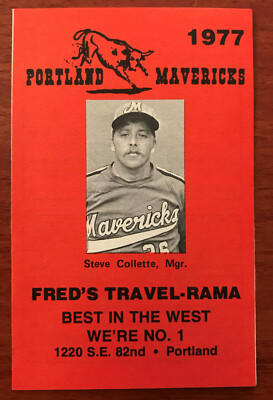 1977
PORTLAND MAVERICKS
M
Mavericks
26
Steve Collette, Mgr.
FRED'S TRAVEL-RAMA
BEST IN THE WEST
WE'RE NO. 1
1220 S.E. 82nd • Portland